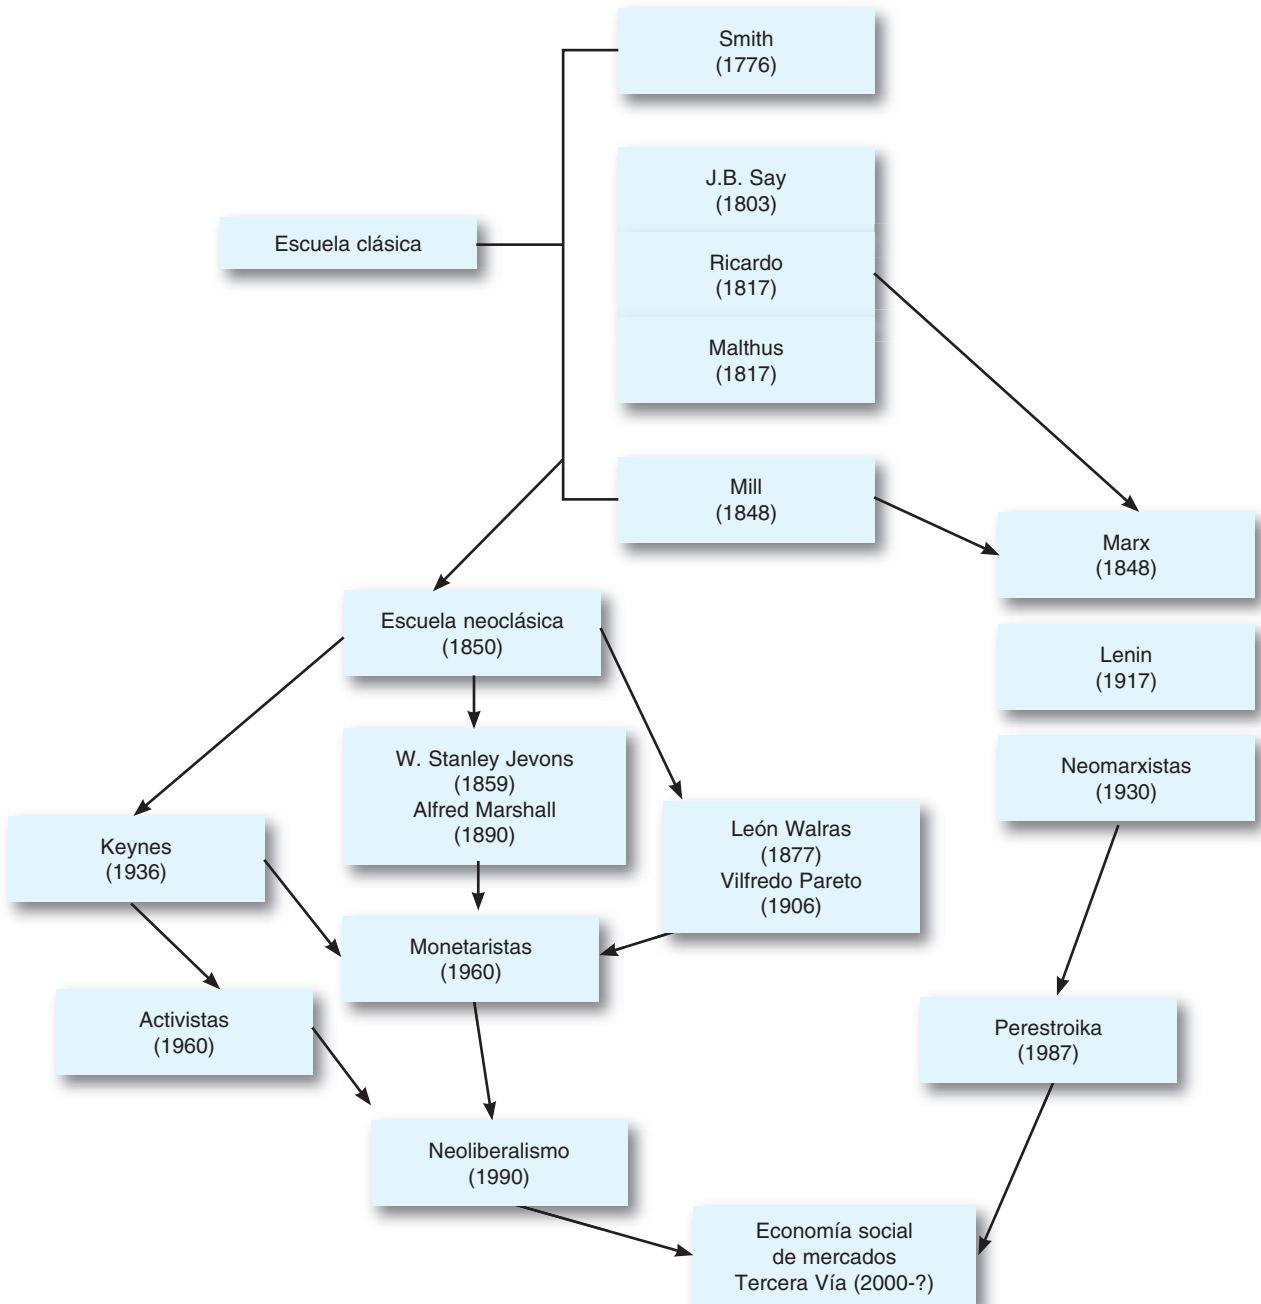 Smith
(1776)
J.B. Say
(1803)
Escuela clásica
Ricardo
(1817)
Malthus
(1817)
Mill
(1848)
Marx
(1848)
Escuela neoclásica
(1850)
Lenin
(1917)
W. Stanley Jevons
(1859)
Alfred Marshall
(1890)
Neomarxistas
(1930)
Keynes
(1936)
León Walras
(1877)
Vilfredo Pareto
(1906)
Monetaristas
(1960)
Activistas
(1960)
Perestroika
(1987)
Neoliberalismo
(1990)
Economía social
de mercados
Tercera Vía (2000-?)